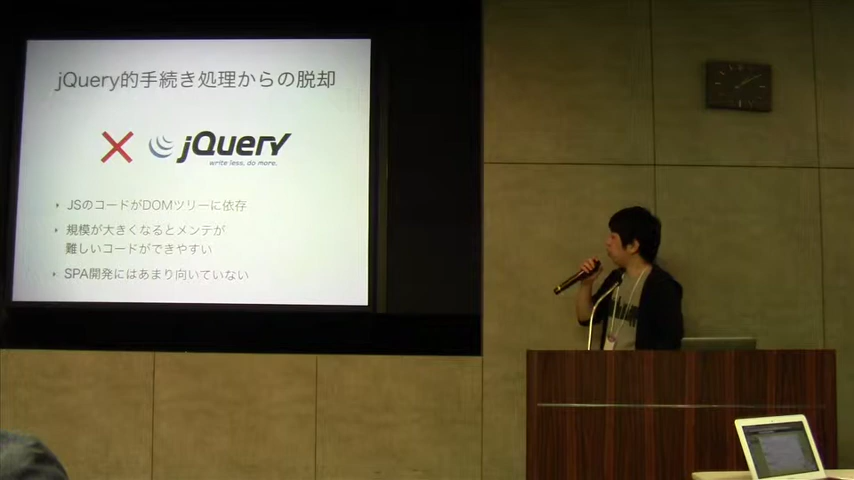 jQuery的手続き処理からの脱却
jQuery
write less, do more.
JSのコードがDOMツリーに依存
規模が大きくなるとメンテが
難しいコードができやすい
SPA開発にはあまり向いていない